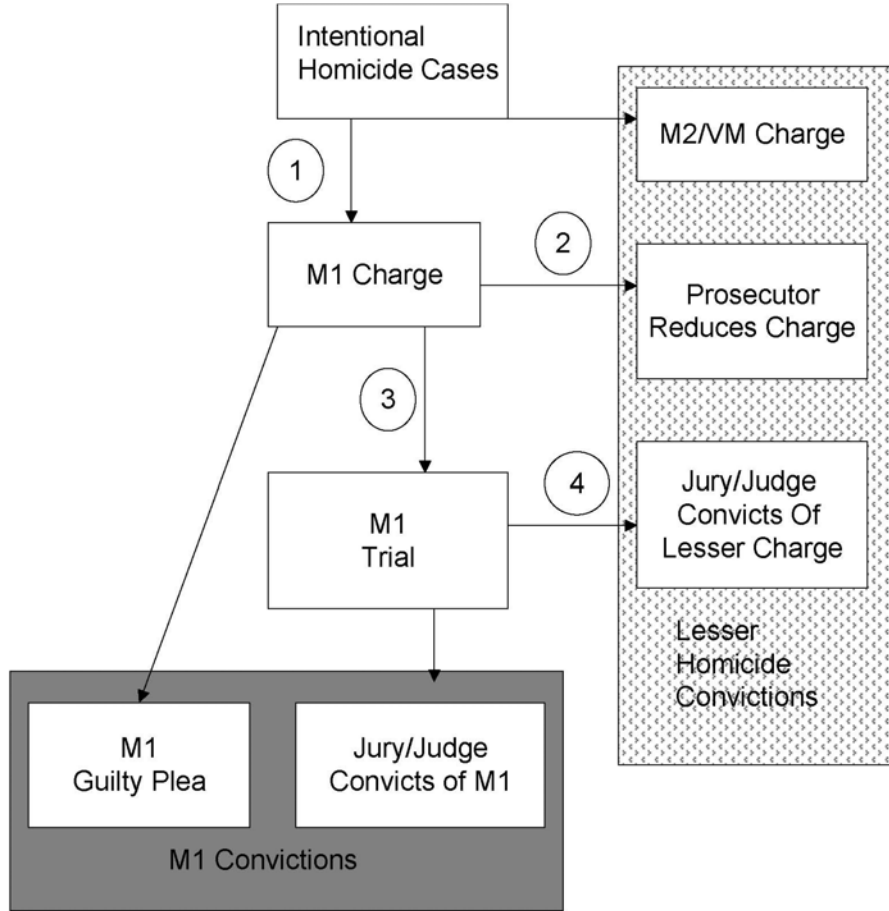 Intentional
Homicide Cases
M2/VM Charge
1
2
M1 Charge
Prosecutor
Reduces Charge
3
4
M1
Trial
Jury/Judge
Convicts Of
Lesser Charge
Lesser
Homicide
Convictions
M1
Guilty Plea
Jury/Judge
Convicts of M1
M1 Convictions